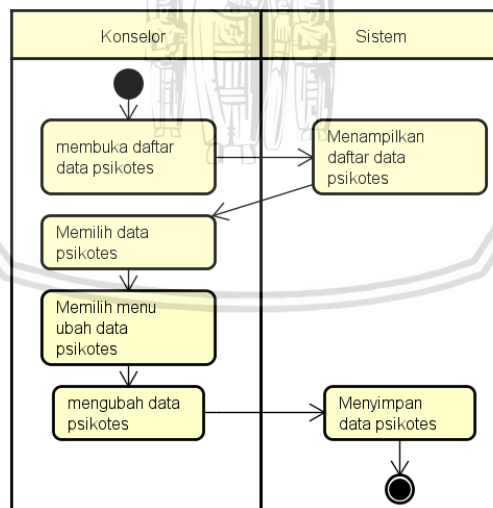 Konselor
Sistem
membuka daftar
data psikotes
Menampilkan
daftar data
psikotes
Memilih data
psikotes
Memilih menu
ubah data
psikotes
mengubah data
psikotes
Menyimpan
data psikotes